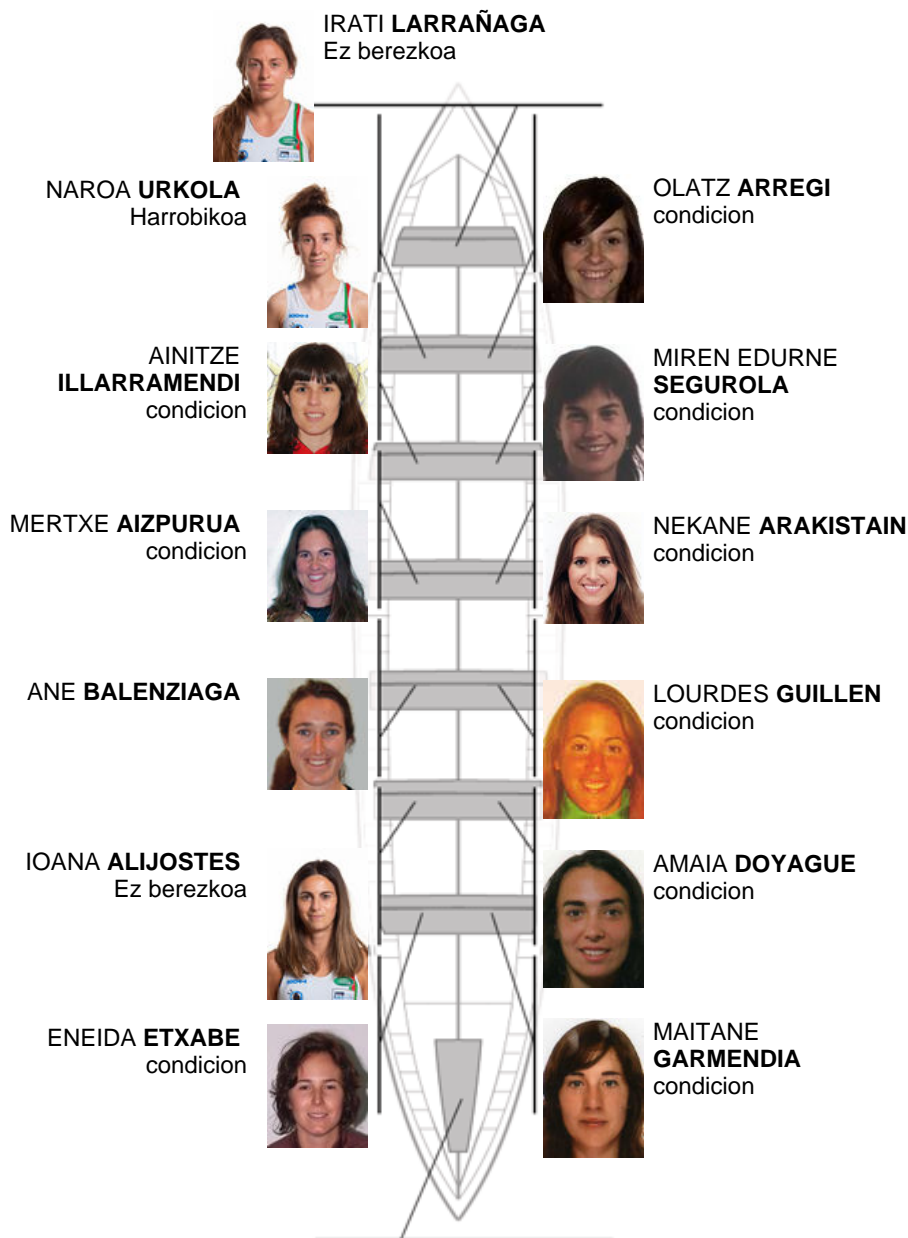 IRATI LARRAÑAGA
Ez berezkoa
NAROA URKOLA
Harrobikoa
OLATZ ARREGI
condicion
AINITZE
ILLARRAMENDI
condicion
MIREN EDURNE
SEGUROLA
condicion
MERTXE AIZPURUA
condicion
NEKANE ARAKISTAIN
condicion
ANE BALENZIAGA
LOURDES GUILLEN
condicion
IOANA ALIJOSTES
Ez berezkoa
AMAIA DOYAGUE
condicion
ENEIDA ETXABE
condicion
MAITANE
GARMENDIA
condicion